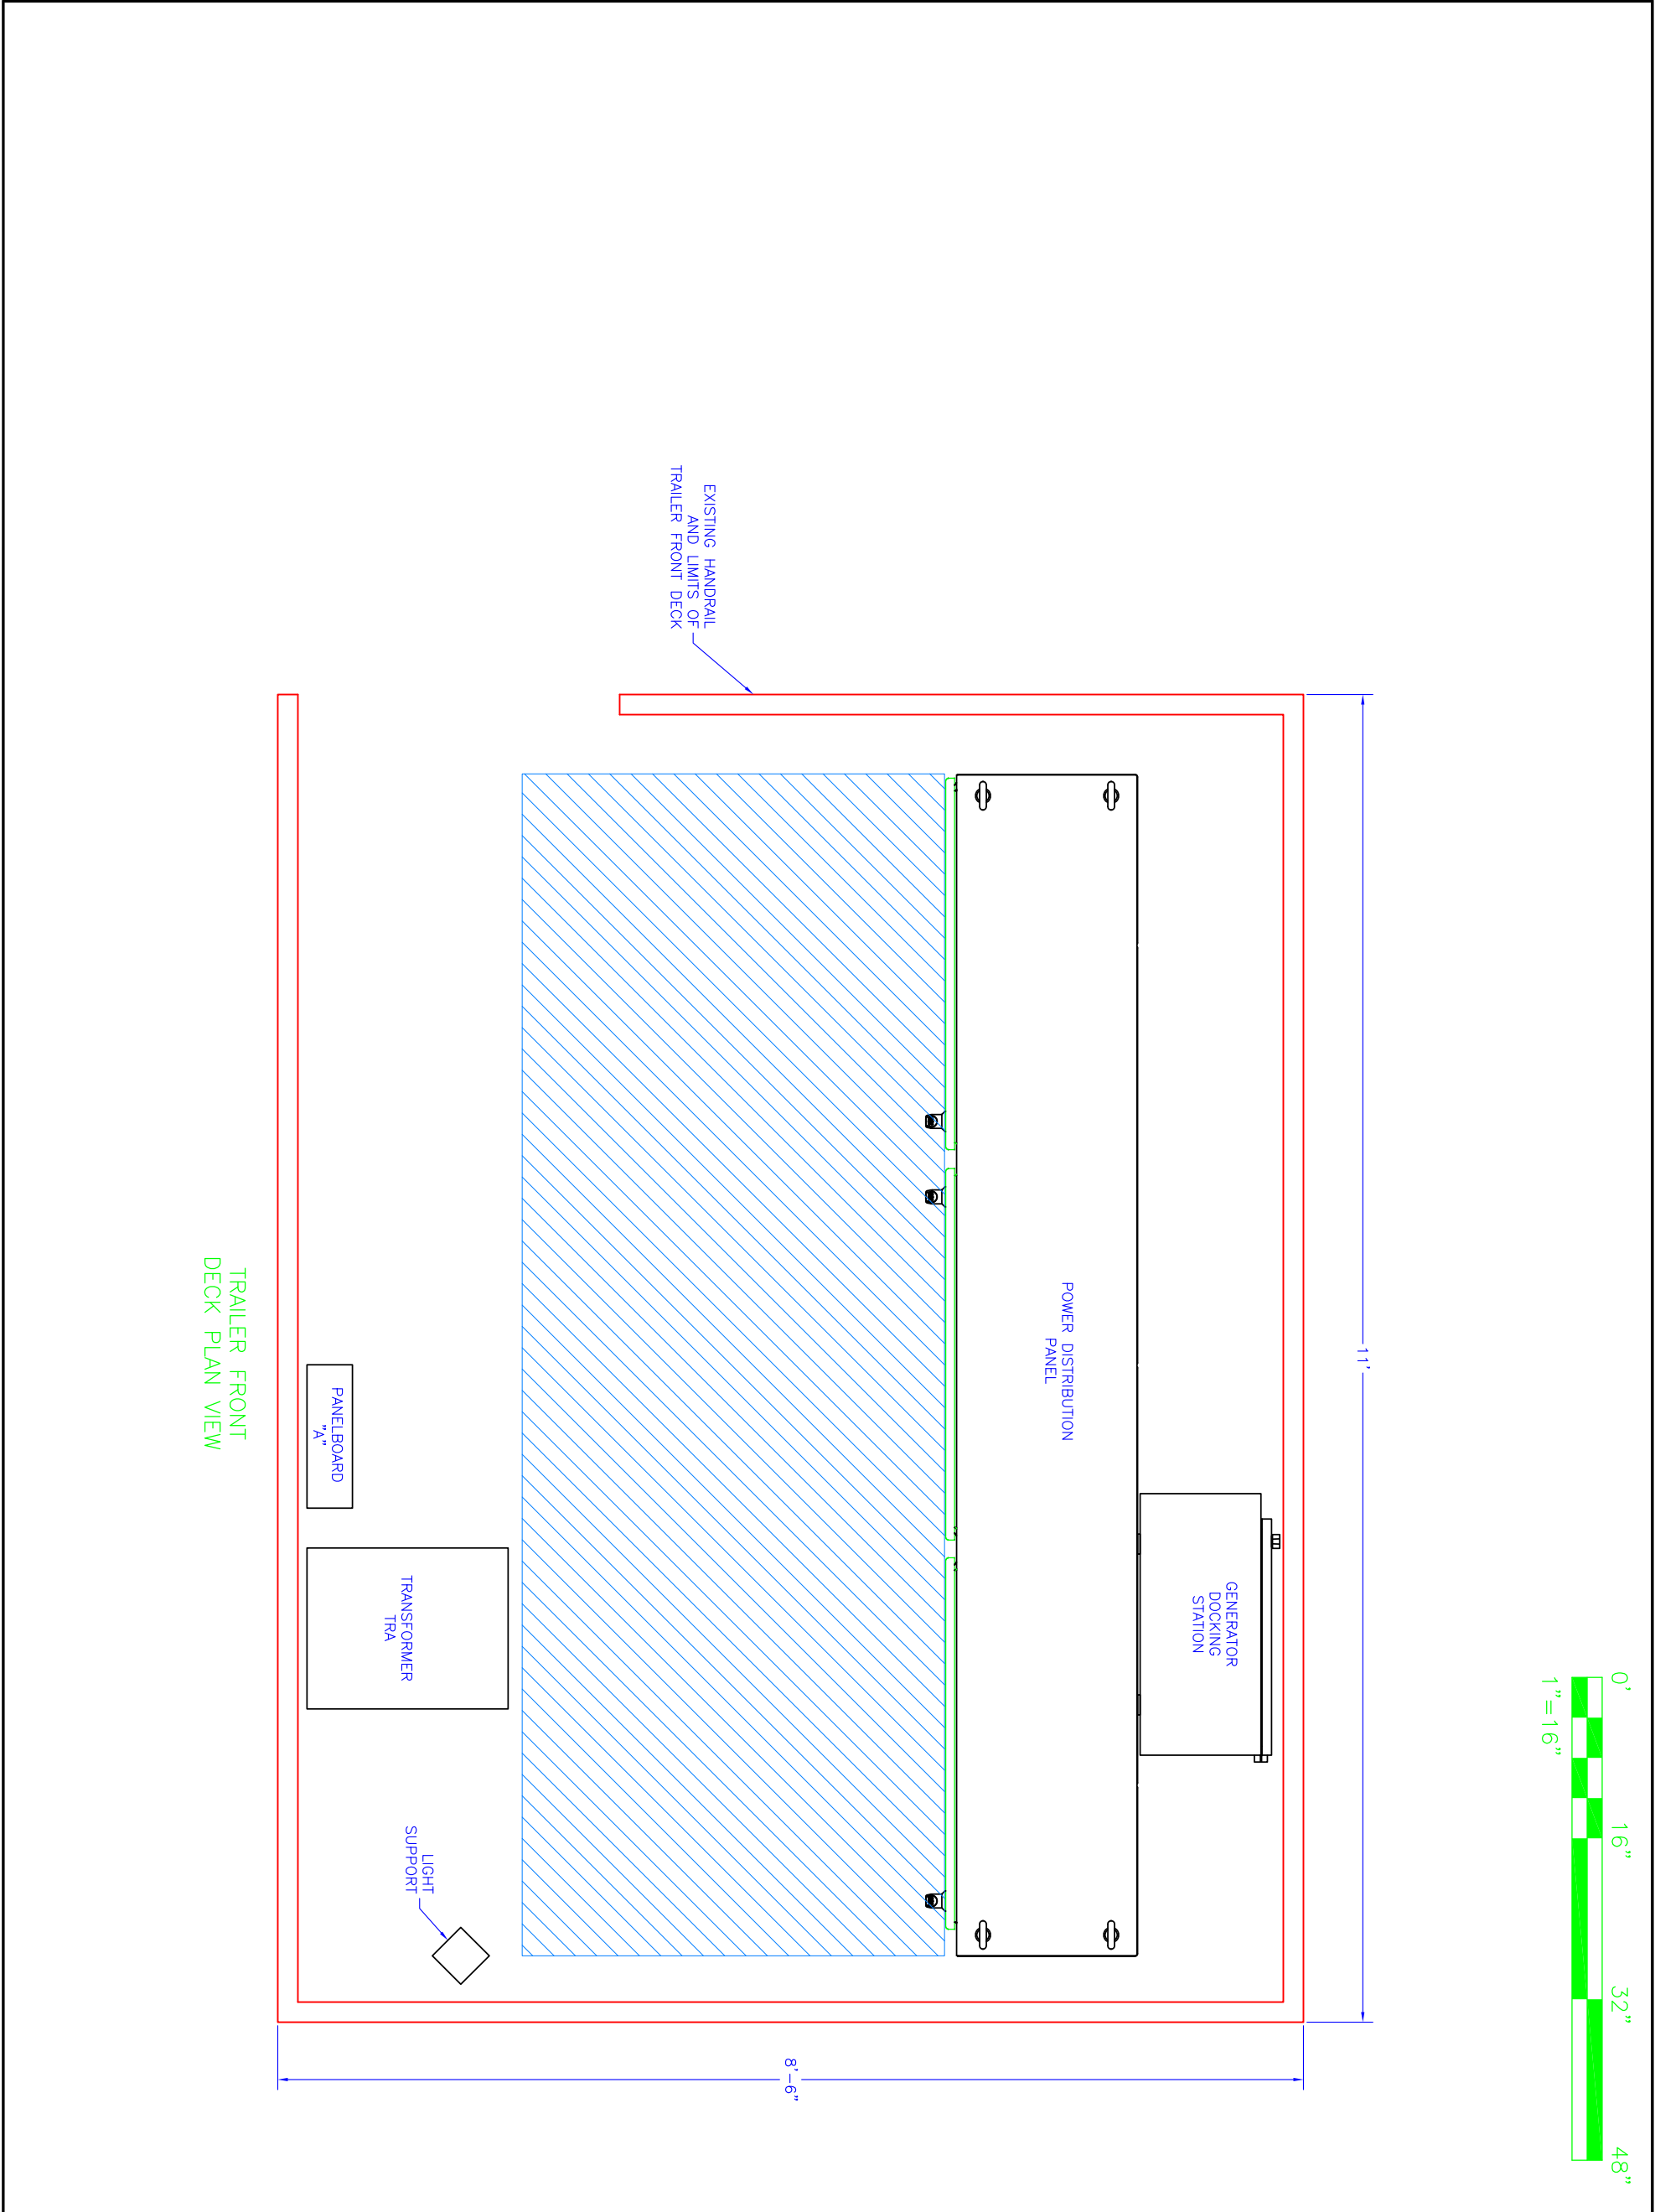 0'
16"
32"
48"
1"=16"
11'
GENERATOR
DOCKING
STATION
POWER DISTRIBUTION
PANEL
8'-6"
EXISTING HANDRAIL
AND LIMITS OF
TRAILER FRONT DECK
LIGHT
SUPPORT
TRANSFORMER
TRA
PANELBOARD
"A"
TRAILER FRONT
DECK PLAN VIEW